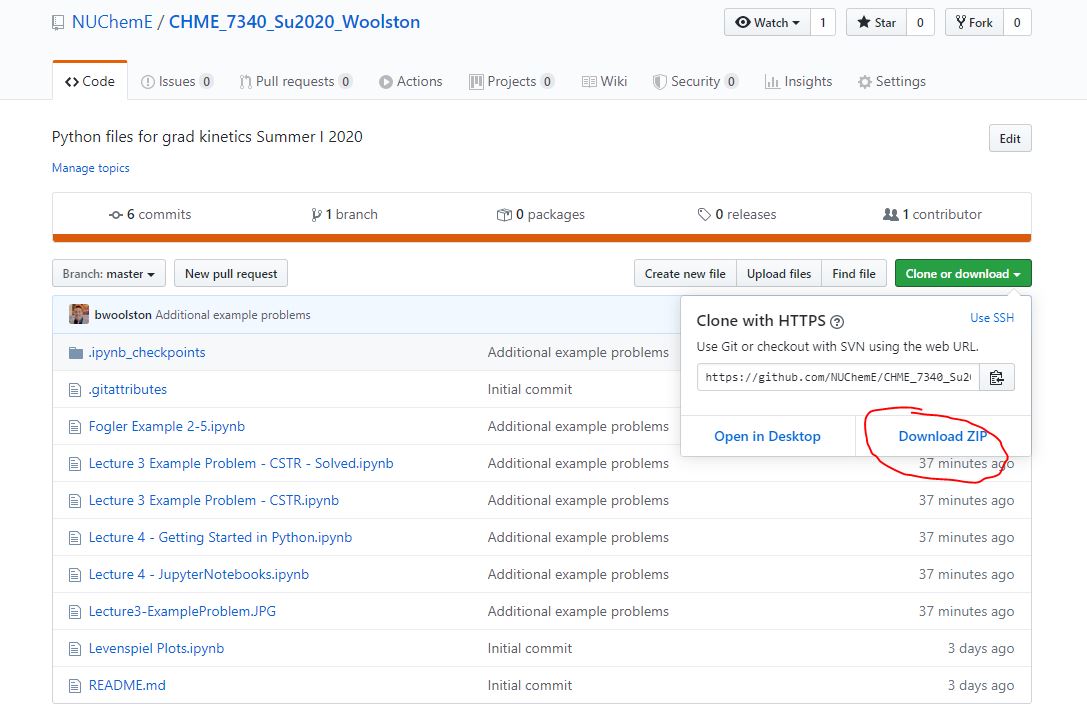 NUChemE / CHME_7340_Su2020_Woolston
Watch 1 Star 0 Fork 0
Code Issues 0 Pull requests 0 Actions Projects 0 Wiki Security 0 Insights Settings
Python files for grad kinetics Summer I 2020
Edit
Manage topics
6 commits 1 branch 0 packages 0 releases 1 contributor
Branch: master New pull request Create new file Upload files Find file Clone or download
bwoolston Additional example problems
Clone with HTTPS ? Use SSH
Use Git or checkout with SVN using the web URL.
https://github.com/NUChemE/CHME_7340_Su20
Open in Desktop Download ZIP
.ipynb_checkpoints Additional example problems
.gitattributes Initial commit
Fogler Example 2-5.ipynb Additional example problems
Lecture 3 Example Problem - CSTR - Solved.ipynb Additional example problems 37 minutes ago
Lecture 3 Example Problem - CSTR.ipynb Additional example problems 37 minutes ago
Lecture 4 - Getting Started in Python.ipynb Additional example problems 37 minutes ago
Lecture 4 - JupyterNotebooks.ipynb Additional example problems 37 minutes ago
Lecture3-ExampleProblem.JPG Additional example problems 37 minutes ago
Levenspiel Plots.ipynb Initial commit 3 days ago
README.md Initial commit 3 days ago